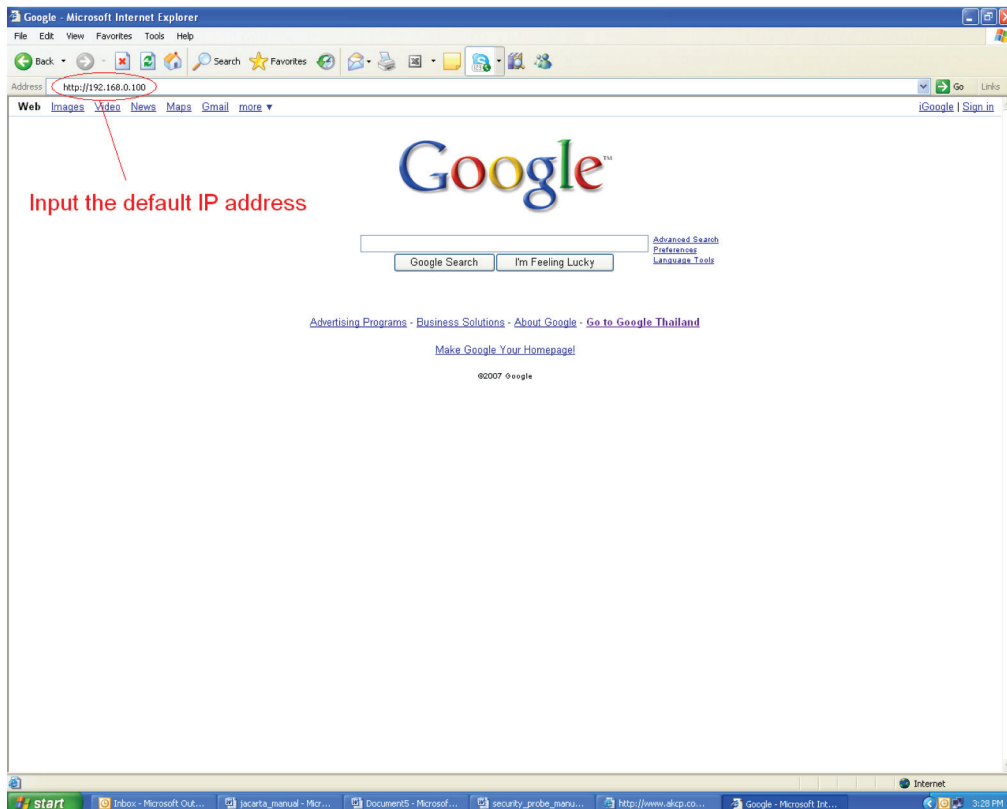 Google - Microsoft Internet Explorer
File Edit View Favorites Tools Help
Back Search Favorites
Address http://192.168.0.100 Go Links
Web Images Video News Maps Gmail more ▼ iGoogle | Sign in
Google™
Input the default IP address
Advanced Search
Preferences
Language Tools
Google Search I'm Feeling Lucky
Advertising Programs - Business Solutions - About Google - Go to Google Thailand
Make Google Your Homepage!
©2007 Google
Internet
start Inbox - Microsoft Out... jacarta_manual - Micr... Document5 - Microsof... security_probe_manu... http://www.akcp.co... Google - Microsoft Int... 3:28 PM